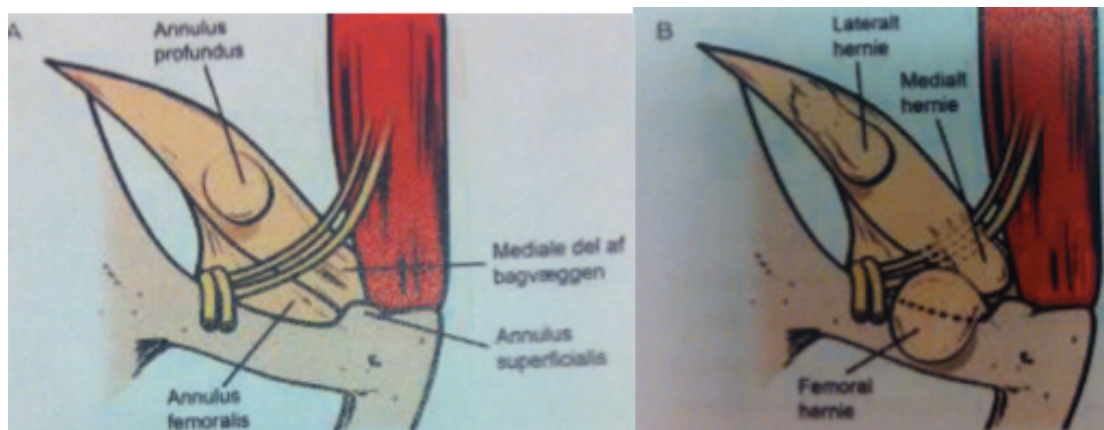 A
Annulus
profundus
Mediale del af
bagvæggen
Annulus
superficialis
Annulus
femoralis
B
Lateralt
hernie
Medialt
hernie
Femoral
hernie